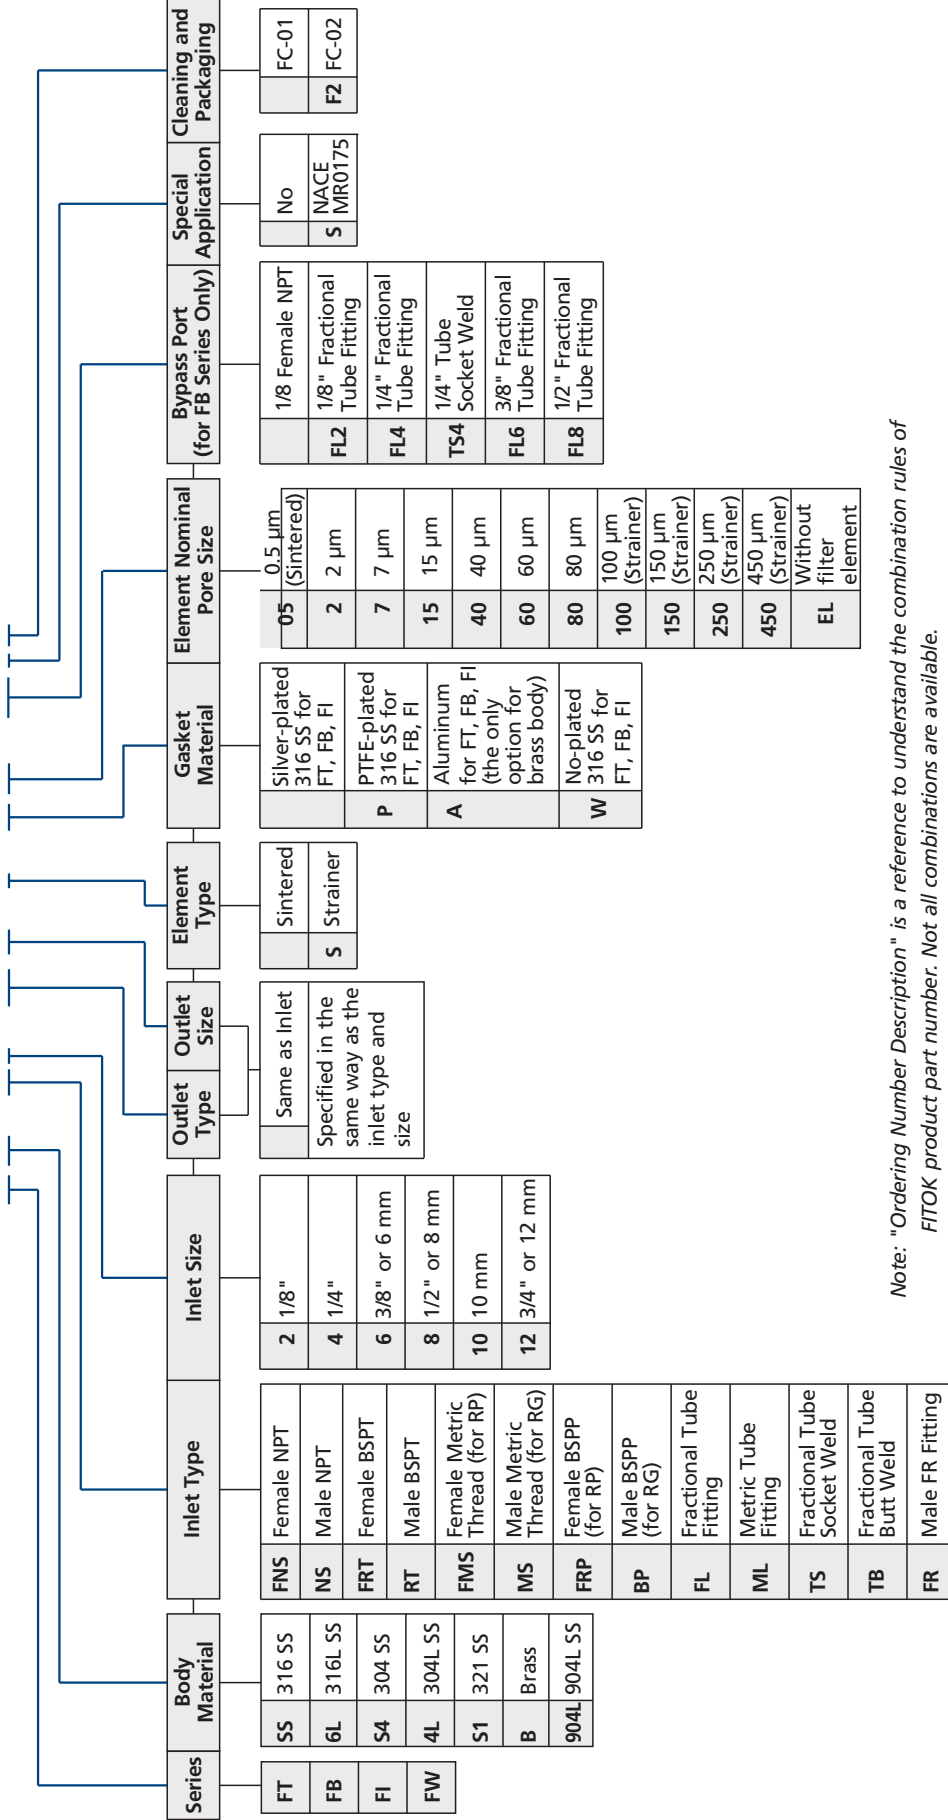 Series
FT
FB
FI
FW
Body
Material
SS 316 SS
6L 316L SS
S4 304 SS
4L 304L SS
S1 321 SS
B Brass
904L 904L SS
Inlet Type
FNS Female NPT
NS Male NPT
FRT Female BSPT
RT Male BSPT
FMS Female Metric
Thread (for RP)
MS Male Metric
Thread (for RG)
FRP Female BSPP
(for RP)
BP Male BSPP
(for RG)
FL Fractional Tube
Fitting
ML Metric Tube
Fitting
TS Fractional Tube
Socket Weld
TB Fractional Tube
Butt Weld
FR Male FR Fitting
Inlet Size
2 1/8"
4 1/4"
6 3/8" or 6 mm
8 1/2" or 8 mm
10 10 mm
12 3/4" or 12 mm
Outlet
Type
Outlet
Size
Same as Inlet
Specified in the
same way as the
inlet type and
size
Element
Type
Sintered
S Strainer
Gasket
Material
Silver-plated
316 SS for
FT, FB, FI
P PTFE-plated
316 SS for
FT, FB, FI
A Aluminum
for FT, FB, FI
(the only
option for
brass body)
W No-plated
316 SS for
FT, FB, FI
Element Nominal
Pore Size
05 0.5 μm
(Sintered)
2 2 μm
7 7 μm
15 15 μm
40 40 μm
60 60 μm
80 80 μm
100 100 μm
(Strainer)
150 150 μm
(Strainer)
250 250 μm
(Strainer)
450 450 μm
(Strainer)
EL Without
filter
element
Bypass Port
(for FB Series Only)
1/8 Female NPT
FL2 1/8" Fractional
Tube Fitting
FL4 1/4" Fractional
Tube Fitting
TS4 1/4" Tube
Socket Weld
FL6 3/8" Fractional
Tube Fitting
FL8 1/2" Fractional
Tube Fitting
Special
Application
No
S NACE
MR0175
Cleaning and
Packaging
FC-01
F2 FC-02
Note: "Ordering Number Description" is a reference to understand the combination rules of
FITOK product part number. Not all combinations are available.